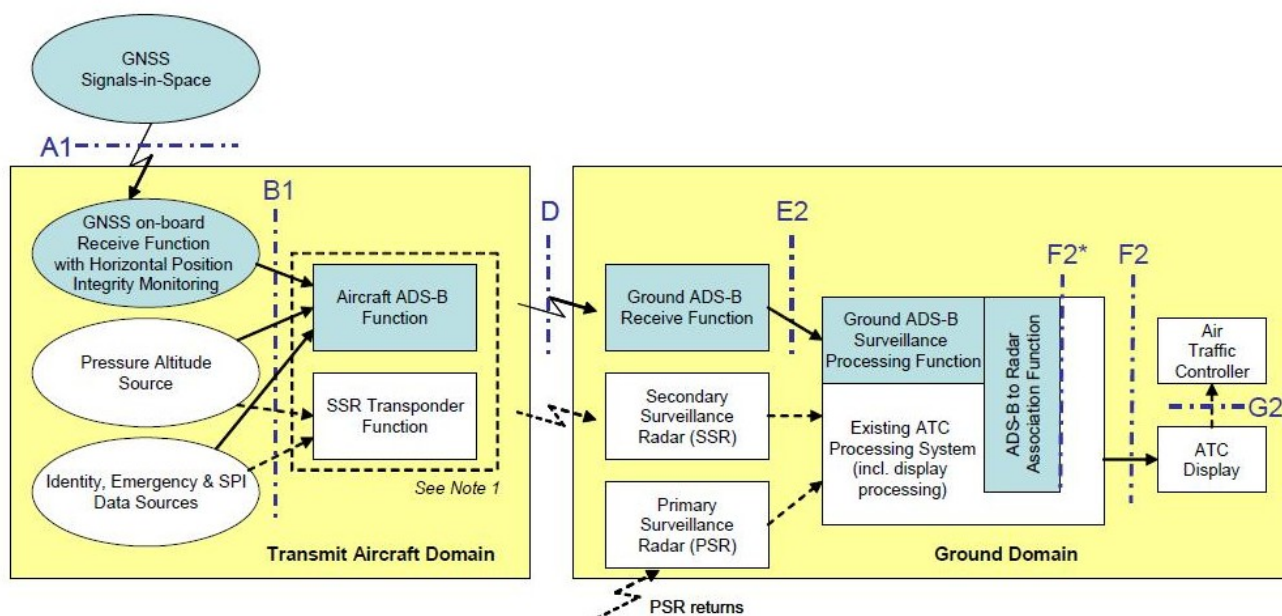 GNSS
Signals-in-Space
A1
B1
GNSS on-board
Receive Function
with Horizontal Position
Integrity Monitoring
Pressure Altitude
Source
Identity, Emergency & SPI
Data Sources
Aircraft ADS-B
Function
SSR Transponder
Function
See Note 1
Transmit Aircraft Domain
D
E2
Ground ADS-B
Receive Function
Secondary
Surveillance
Radar (SSR)
Primary
Surveillance
Radar (PSR)
PSR returns
Ground ADS-B
Surveillance
Processing Function
Existing ATC
Processing System
(incl. display
processing)
ADS-B to Radar
Association Function
F2*
F2
Air
Traffic
Controller
G2
ATC
Display
Ground Domain